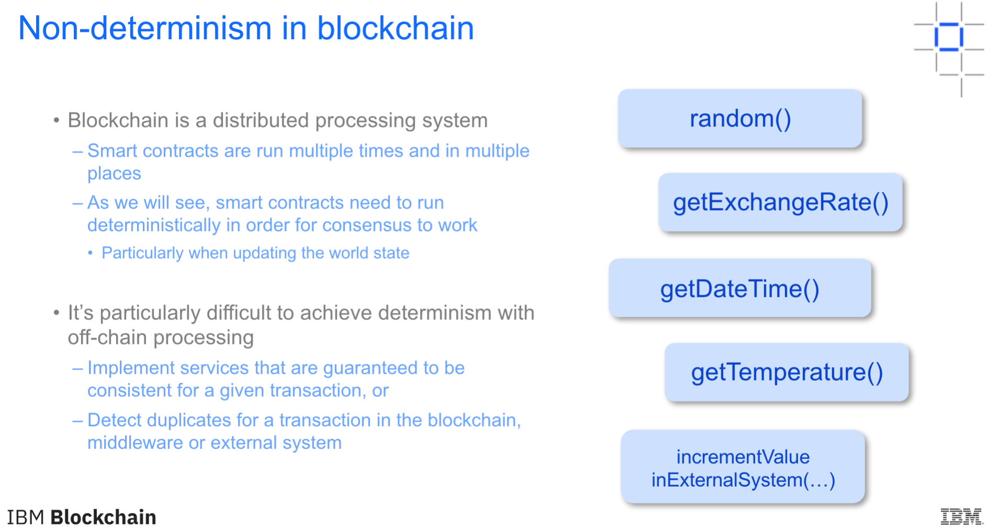 Non-determinism in blockchain
• Blockchain is a distributed processing system
– Smart contracts are run multiple times and in multiple
places
– As we will see, smart contracts need to run
deterministically in order for consensus to work
• Particularly when updating the world state
• It’s particularly difficult to achieve determinism with
off-chain processing
– Implement services that are guaranteed to be
consistent for a given transaction, or
– Detect duplicates for a transaction in the blockchain,
middleware or external system
random()
getExchangeRate()
getDateTime()
getTemperature()
incrementValue
inExternalSystem(…)
IBM Blockchain
IBM